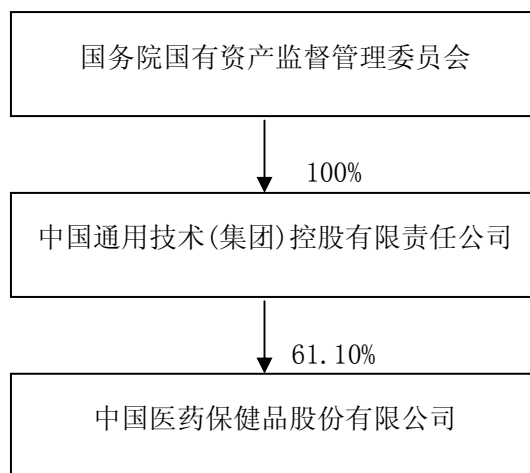 国务院国有资产监督管理委员会
100%
中国通用技术(集团)控股有限责任公司
61.10%
中国医药保健品股份有限公司